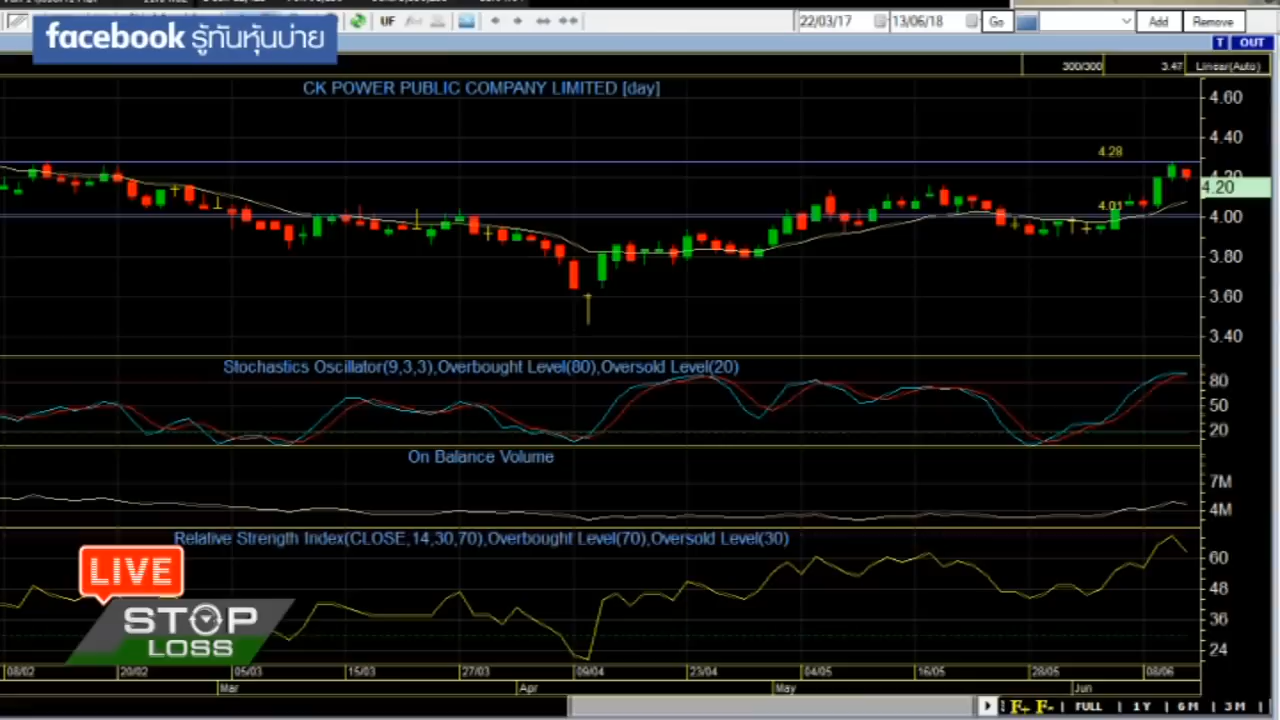 UF
22/03/17
13/06/18
Go
Add
Remove
facebook รู้ทันหุ้นบ่าย
T
OUT
300/300
3.47
Linear(Auto)
CK POWER PUBLIC COMPANY LIMITED [day]
4.60
4.40
4.28
4.20
4.20
4.01
4.00
3.80
3.60
3.40
Stochastics Oscillator(9,3,3),Overbought Level(80),Oversold Level(20)
80
50
20
On Balance Volume
7M
4M
Relative Strength Index(CLOSE,14,30,70),Overbought Level(70),Oversold Level(30)
60
48
36
24
LIVE
STOP
LOSS
08/02
20/02
05/03
15/03
27/03
09/04
23/04
04/05
16/05
28/05
08/06
Mar
Apr
May
Jun
F+ F- | FULL | 1Y | 6M | 3M |